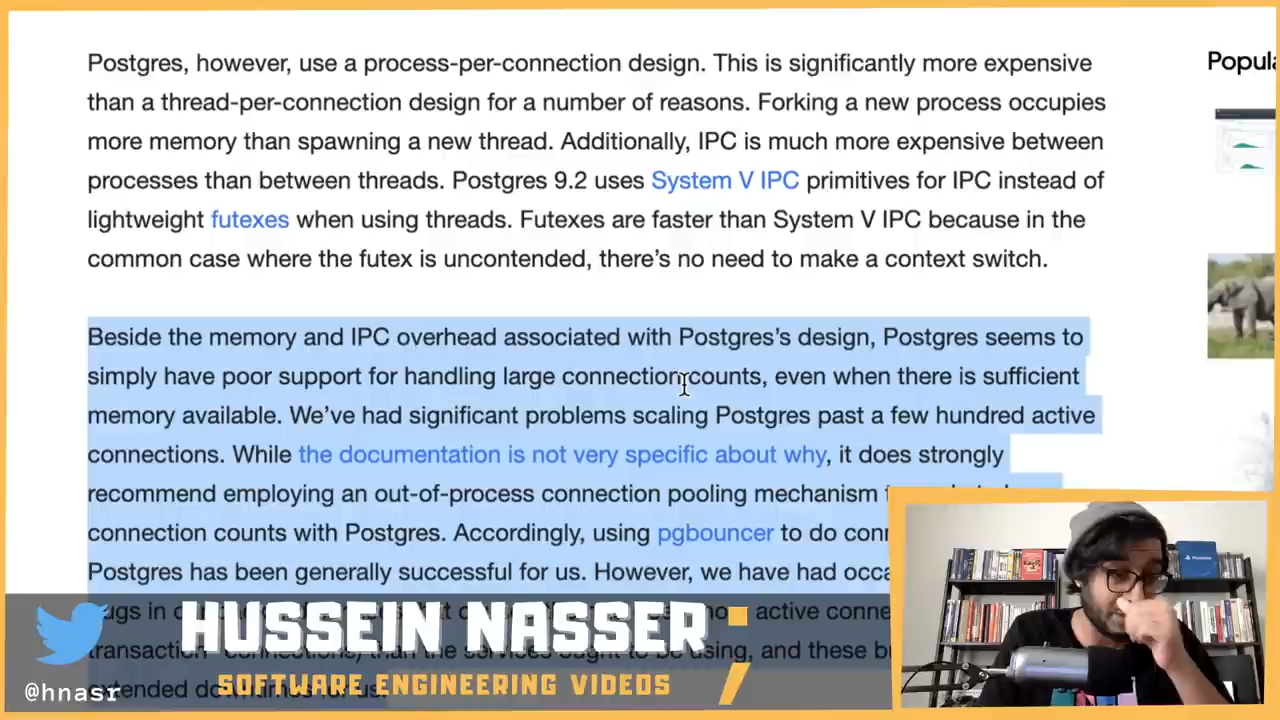 Postgres, however, use a process-per-connection design. This is significantly more expensive
than a thread-per-connection design for a number of reasons. Forking a new process occupies
more memory than spawning a new thread. Additionally, IPC is much more expensive between
processes than between threads. Postgres 9.2 uses System V IPC primitives for IPC instead of
lightweight futexes when using threads. Futexes are faster than System V IPC because in the
common case where the futex is uncontended, there's no need to make a context switch.
Popula
Beside the memory and IPC overhead associated with Postgres's design, Postgres seems to
simply have poor support for handling large connection counts, even when there is sufficient
memory available. We've had significant problems scaling Postgres past a few hundred active
connections. While the documentation is not very specific about why, it does strongly
recommend employing an out-of-process connection pooling mechanism
connection counts with Postgres. Accordingly, using pgbouncer to do conn
Postgres has been generally successful for us. However, we have had occa
active conne
and these bu
HUSSEIN NASSER
SOFTWARE ENGINEERING VIDEOS
@hnasr